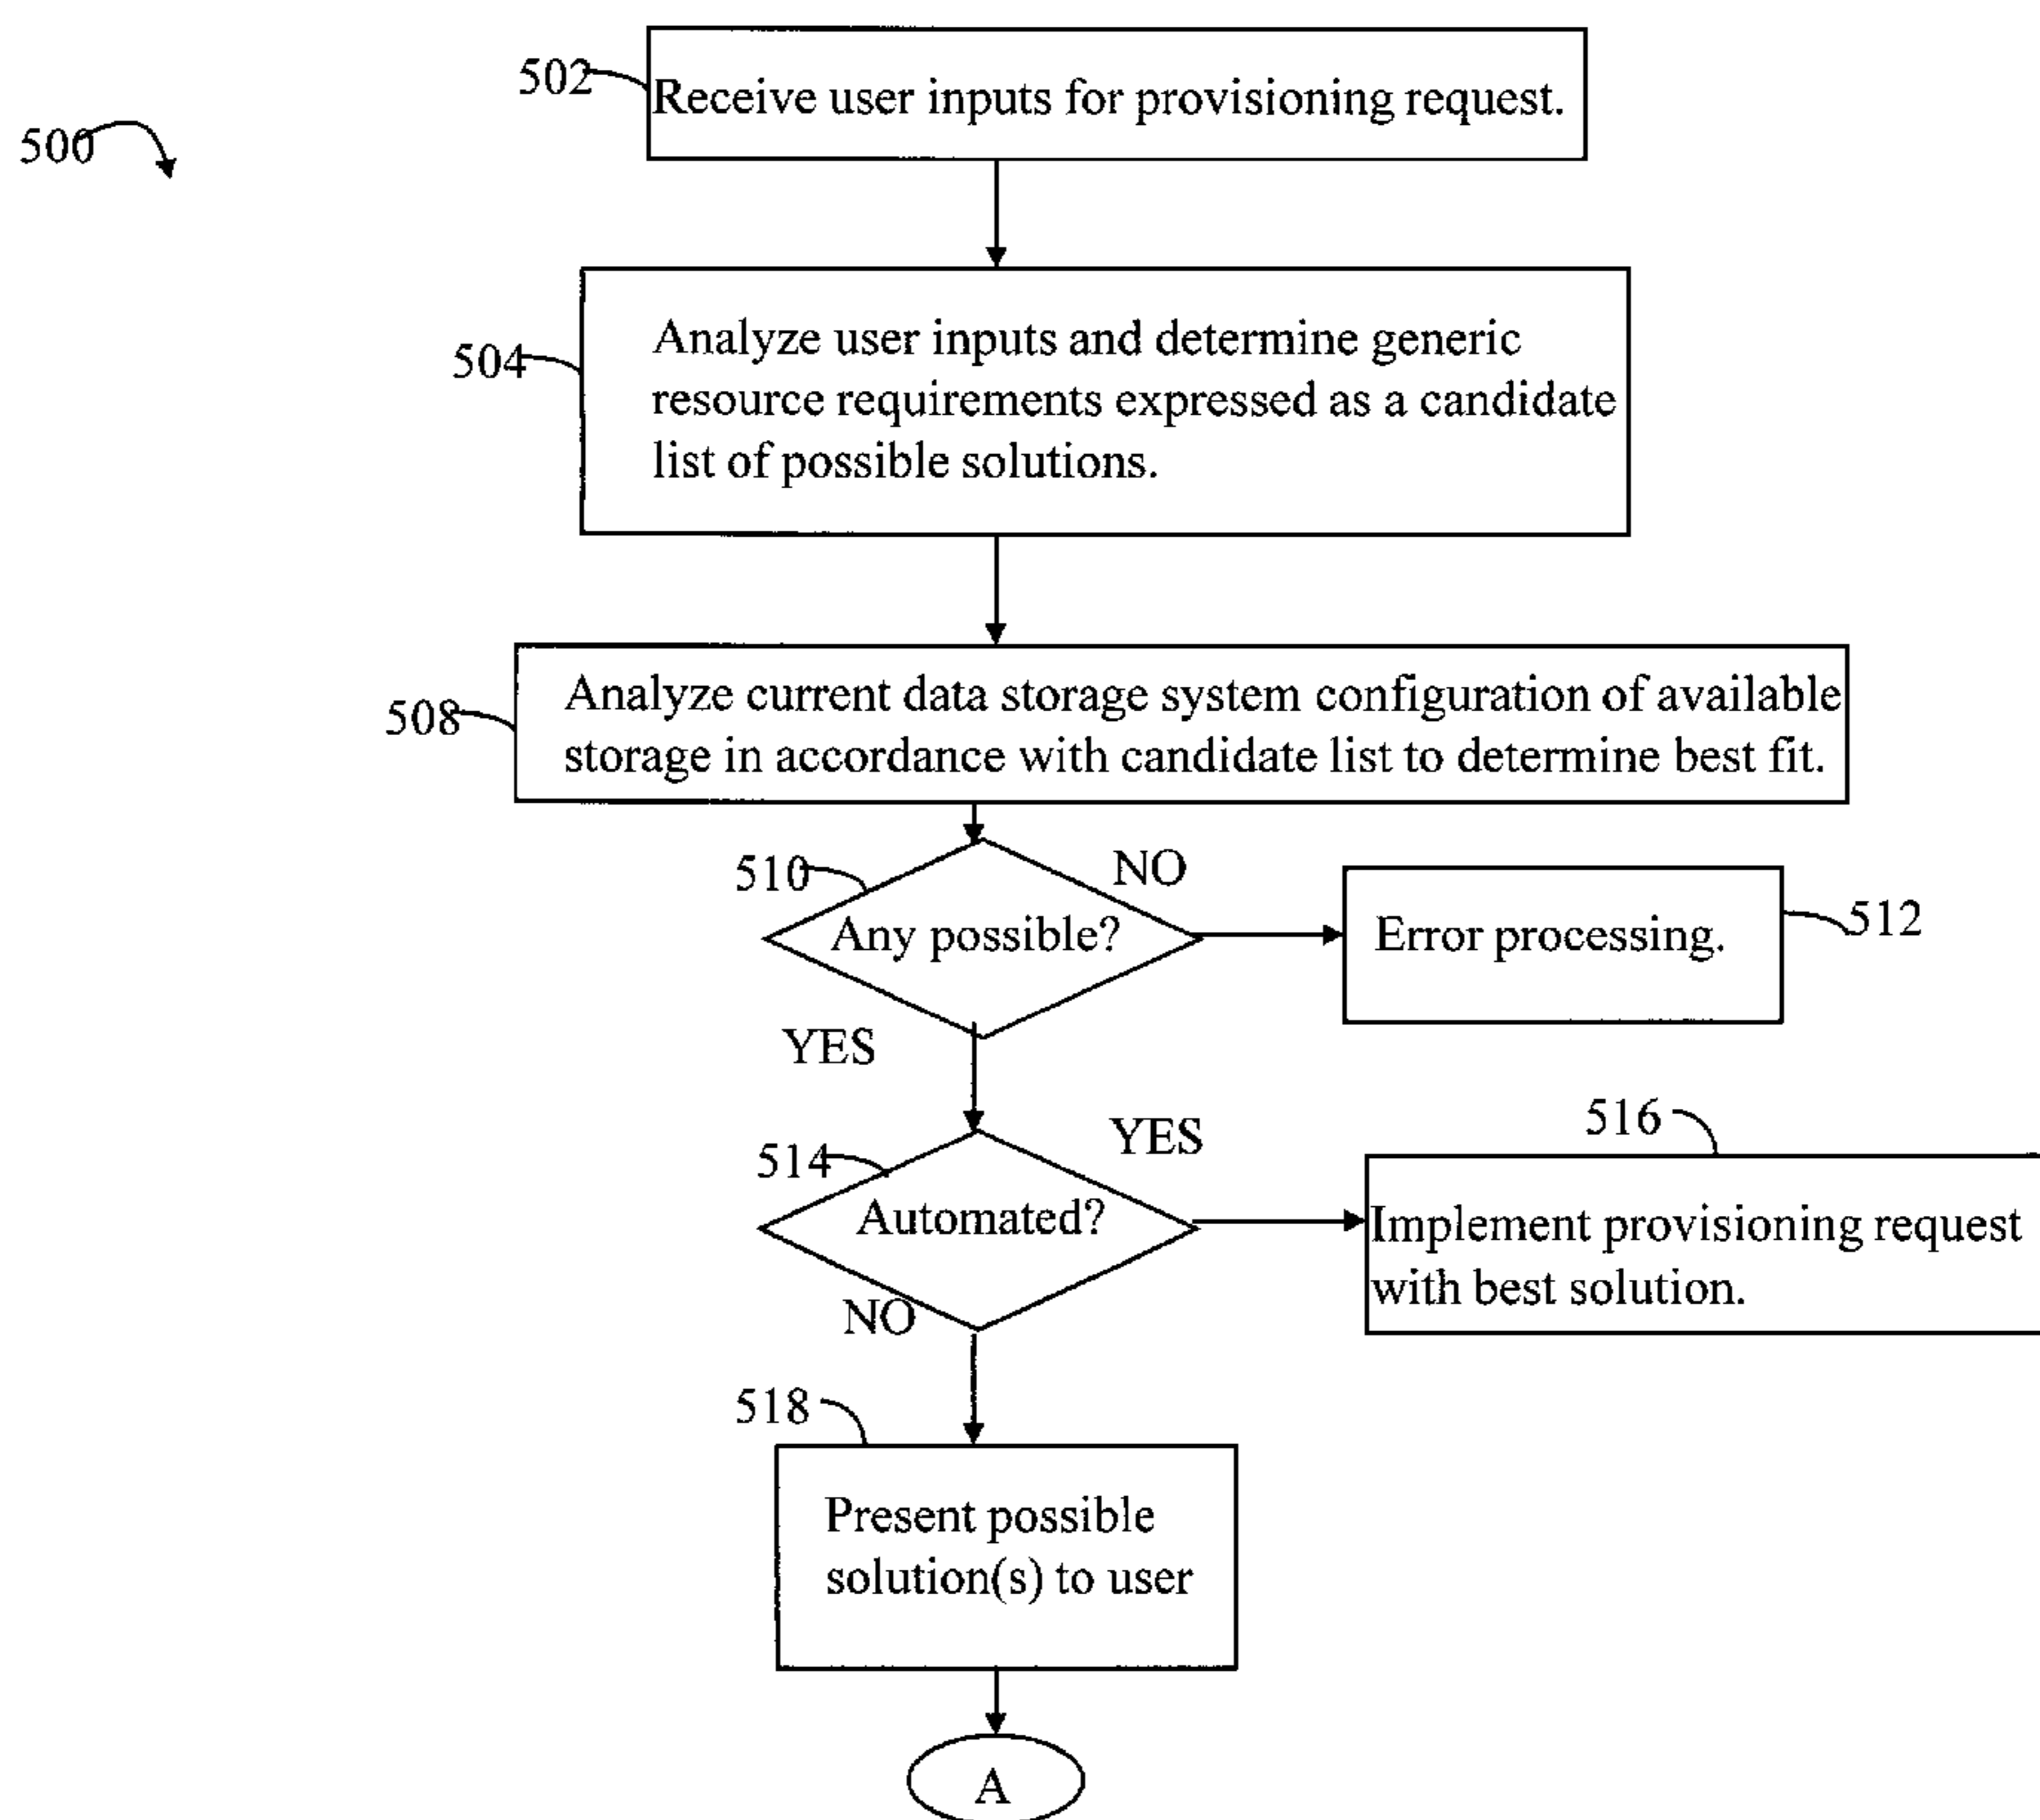 502
Receive user inputs for provisioning request.
500
504
Analyze user inputs and determine generic
resource requirements expressed as a candidate
list of possible solutions.
508
Analyze current data storage system configuration of available
storage in accordance with candidate list to determine best fit.
510
NO
Any possible?
Error processing.
512
YES
YES
516
514
Automated?
Implement provisioning request
with best solution.
NO
518
Present possible
solution(s) to user
A